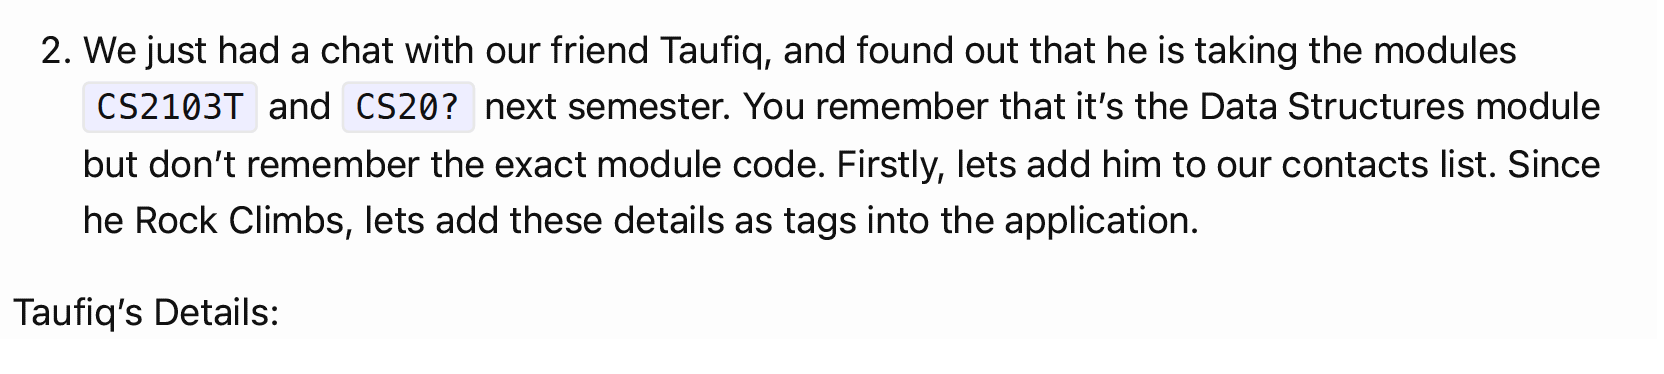 2. We just had a chat with our friend Taufiq, and found out that he is taking the modules
CS2103T and CS20? next semester. You remember that it’s the Data Structures module
but don’t remember the exact module code. Firstly, lets add him to our contacts list. Since
he Rock Climbs, lets add these details as tags into the application.
Taufiq’s Details: